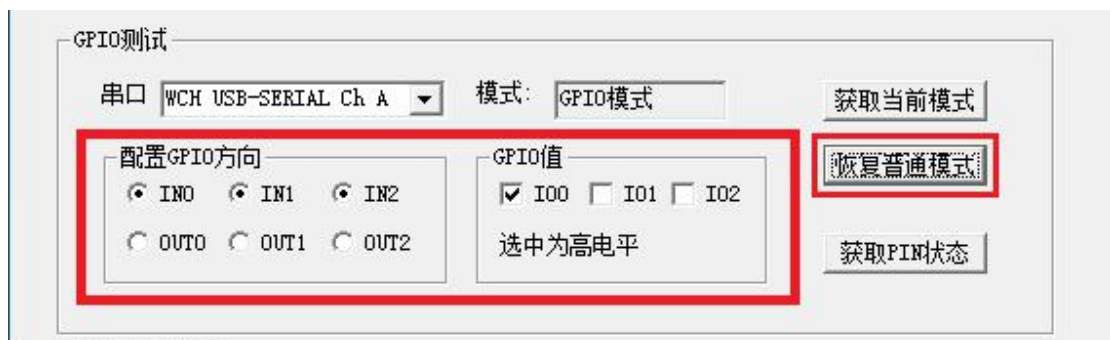 GPIO测试
串口 WCH USB-SERIAL Ch A 模式: GPIO模式 获取当前模式
配置GPIO方向 GPIO值 恢复普通模式
IN0 IN1 IN2 IO0 IO1 IO2
OUT0 OUT1 OUT2 选中为高电平 获取PIN状态